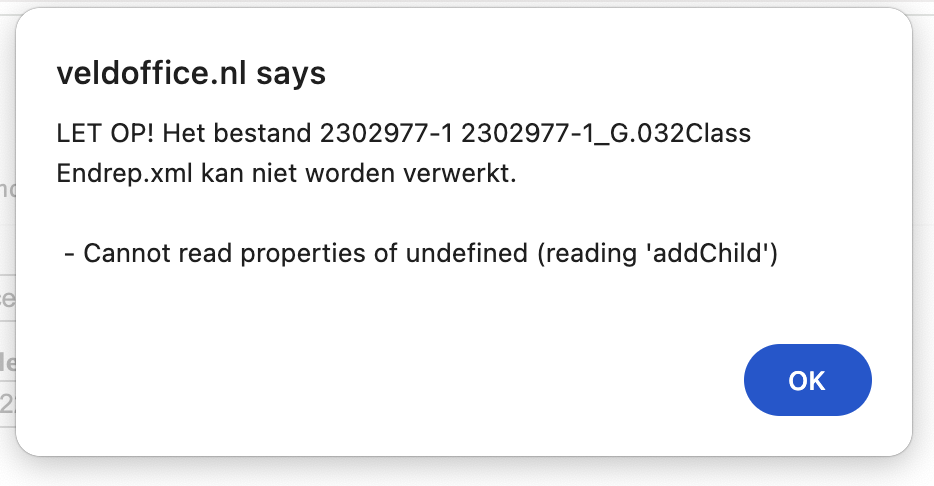 veldoffice.nl says
LET OP! Het bestand 2302977-1 2302977-1_G.032Class
Endrep.xml kan niet worden verwerkt.
- Cannot read properties of undefined (reading 'addChild')
OK